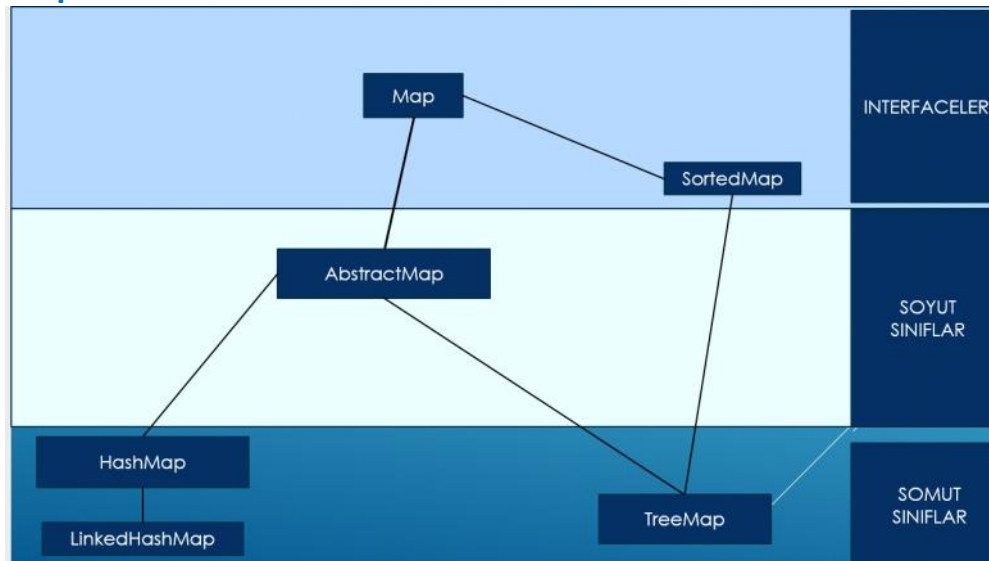 Map
INTERFACELER
SortedMap
AbstractMap
SOYUT
SINIFLAR
HashMap
LinkedHashMap
TreeMap
SOMUT
SINIFLAR